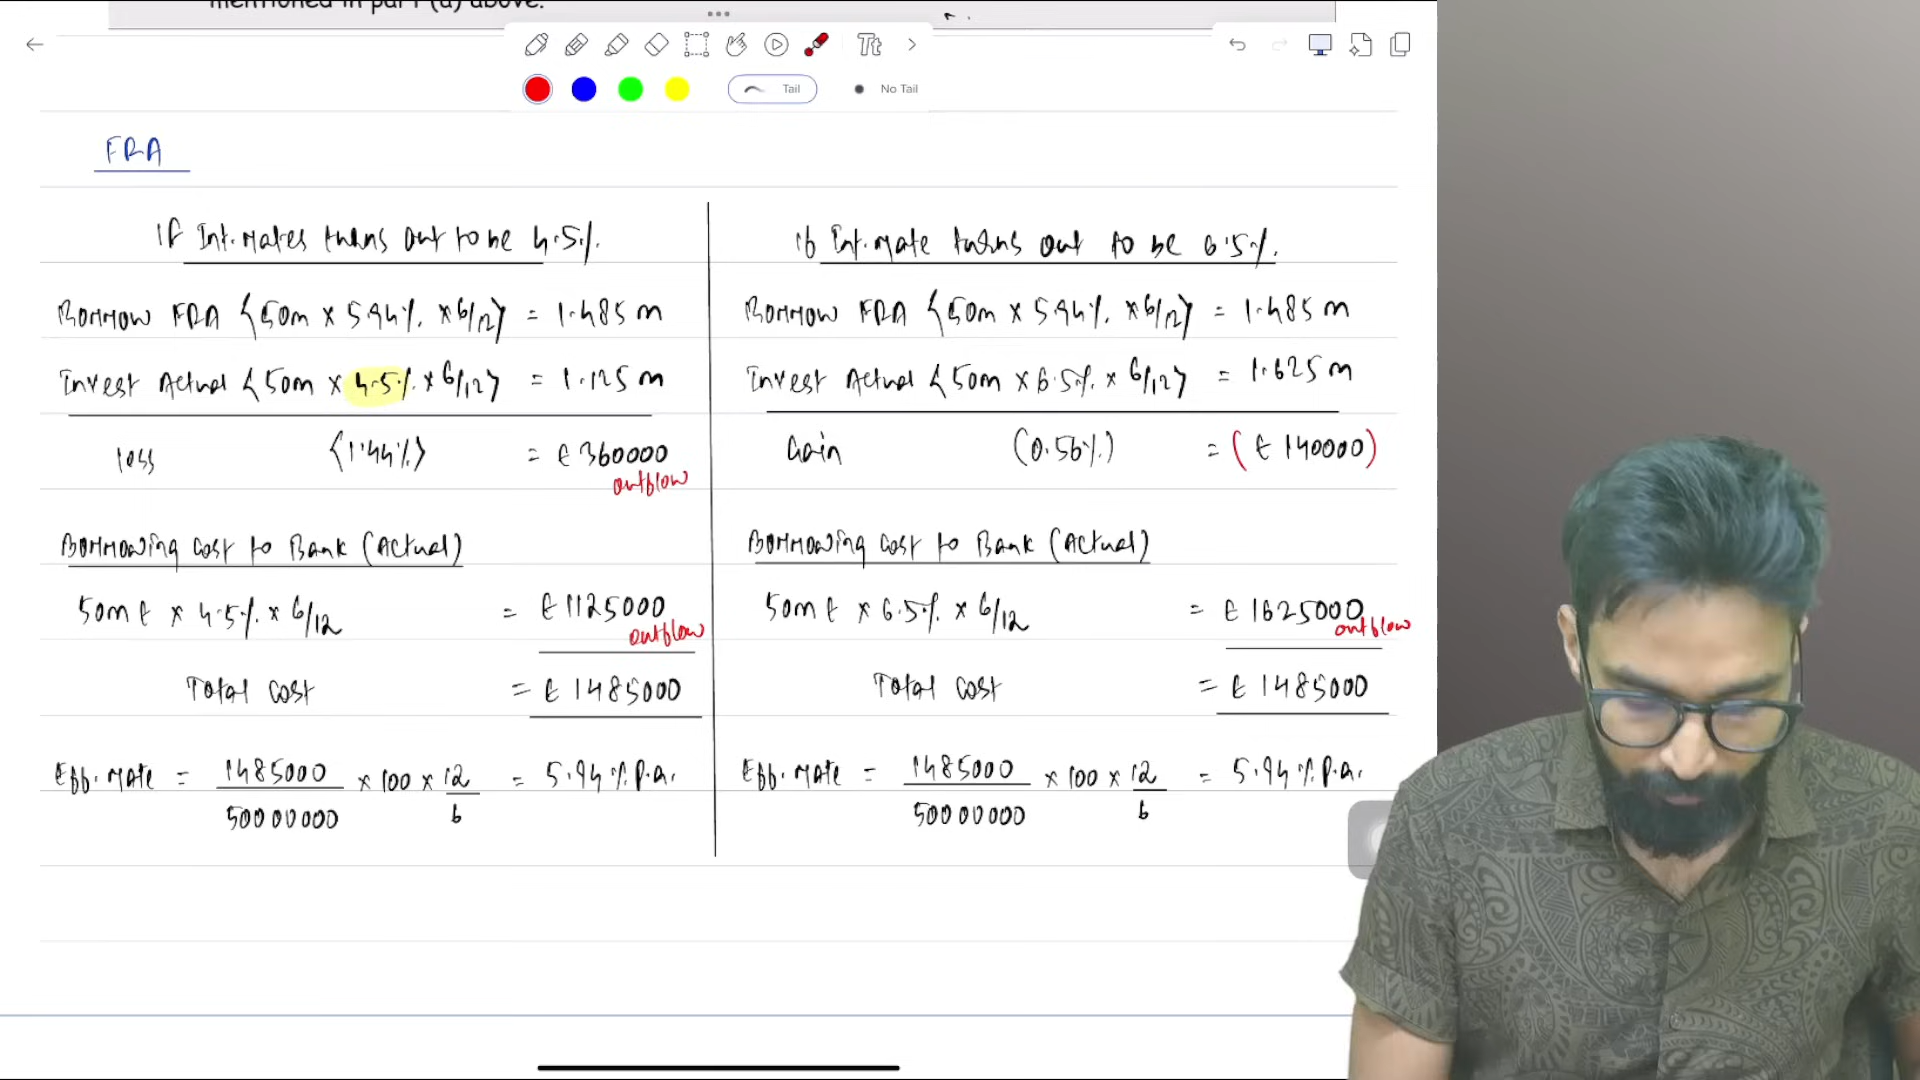 mentioned in part (a) above.
Tt
Tail
No Tail
FRA
If Int. rates turns out to be 4.5%.
Borrow FRA {50m x 5.94% x 6/12} = 1.485 m
Invest Actual {50m x 4.5% x 6/12} = 1.125 m
loss (1.44%) = € 360000
outflow
Borrowing cost to Bank (Actual)
50m € x 4.5% x 6/12 = € 1125000
outflow
Total cost = € 1485000
Eff. rate = 1485000 / 50000000 x 100 x 12/6 = 5.94% p.a.
If Int. rate turns out to be 6.5%.
Borrow FRA {50m x 5.94% x 6/12} = 1.485 m
Invest Actual {50m x 6.5% x 6/12} = 1.625 m
Gain (0.56%) = (€ 140000)
Borrowing cost to Bank (Actual)
50m € x 6.5% x 6/12 = € 1625000
outflow
Total cost = € 1485000
Eff. rate = 1485000 / 50000000 x 100 x 12/6 = 5.94% p.a.